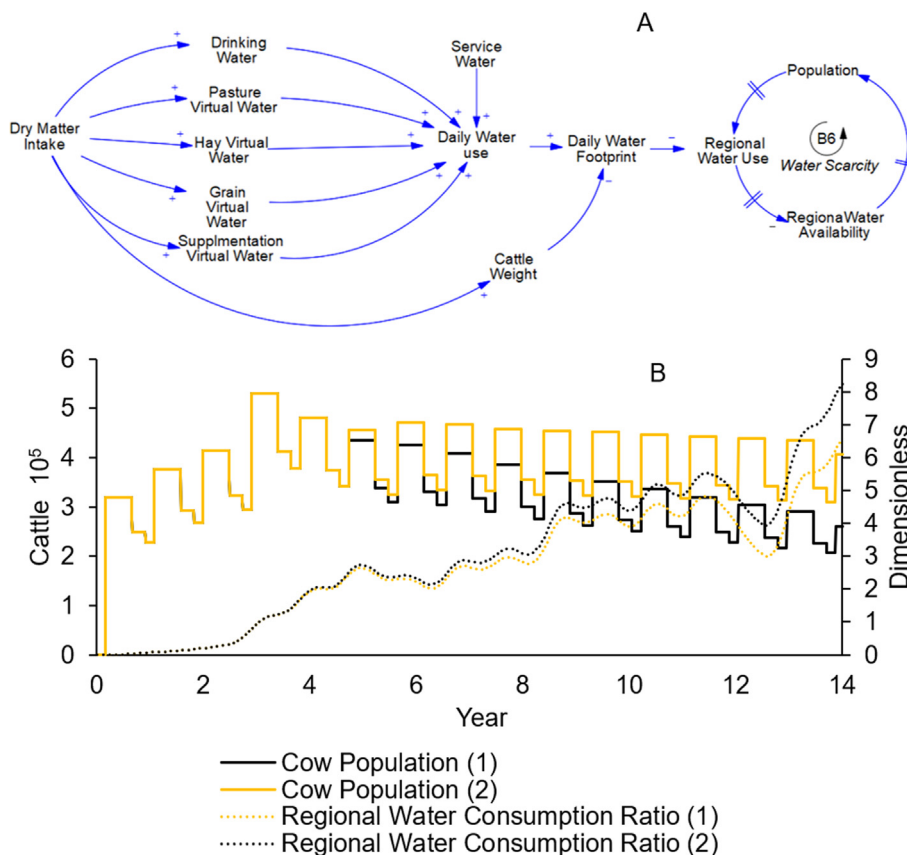 A
Drinking
Water
Service
Water
Population
Pasture
Virtual Water
Dry Matter
Intake
Hay Virtual
Water
Daily Water
use
Daily Water
Footprint
Regional
Water Use
B6
Water Scarcity
Grain
Virtual
Water
RegionaWater
Availability
Supplmentation
Virtual Water
Cattle
Weight
+ + + + + + + + + + + + + + - - -
B
6
5
4
3
2
1
0
Cattle 10⁵
9
8
7
6
5
4
3
2
1
0
Dimensionless
0 2 4 6 8 10 12 14
Year
Cow Population (1)
Cow Population (2)
Regional Water Consumption Ratio (1)
Regional Water Consumption Ratio (2)